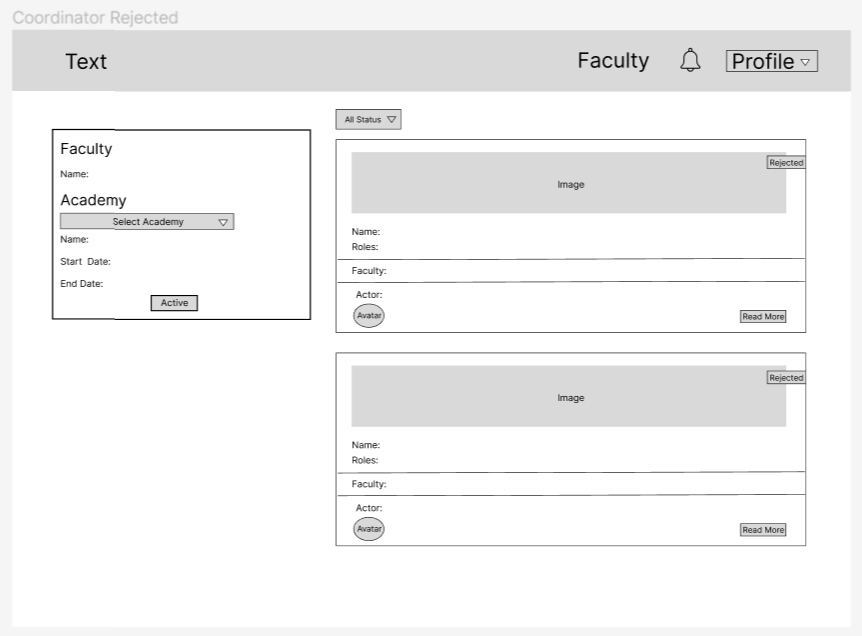 Coordinator Rejected
Text
Faculty
Profile
Faculty
Name:
Academy
Select Academy
Name:
Start Date:
End Date:
Active
All Status
Rejected
Image
Name:
Roles:
Faculty:
Actor:
Avatar
Read More
Rejected
Image
Name:
Roles:
Faculty:
Actor:
Avatar
Read More